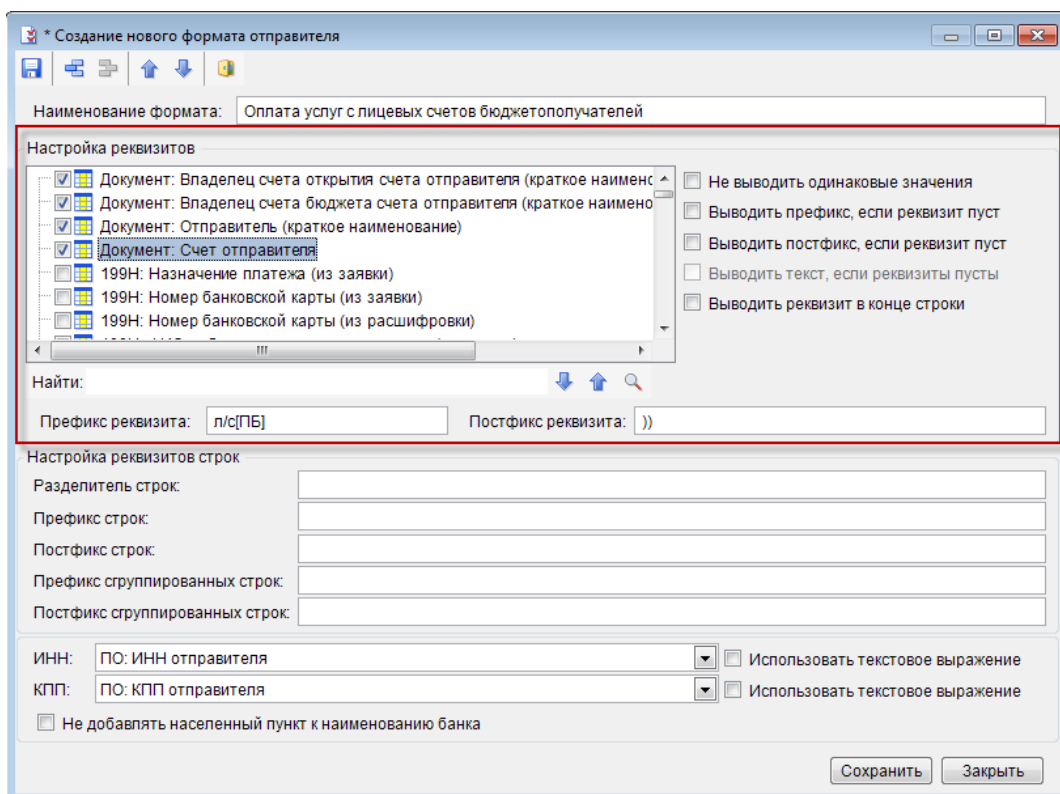 * Создание нового формата отправителя
Наименование формата: Оплата услуг с лицевых счетов бюджетополучателей
Настройка реквизитов
Документ: Владелец счета открытия счета отправителя (краткое наименс
Документ: Владелец счета бюджета счета отправителя (краткое наимено
Документ: Отправитель (краткое наименование)
Документ: Счет отправителя
199Н: Назначение платежа (из заявки)
199Н: Номер банковской карты (из заявки)
199Н: Номер банковской карты (из расшифровки)
Не выводить одинаковые значения
Выводить префикс, если реквизит пуст
Выводить постфикс, если реквизит пуст
Выводить текст, если реквизиты пусты
Выводить реквизит в конце строки
Найти:
Префикс реквизита: л/с[ПБ] Постфикс реквизита: ))
Настройка реквизитов строк
Разделитель строк:
Префикс строк:
Постфикс строк:
Префикс сгруппированных строк:
Постфикс сгруппированных строк:
ИНН: ПО: ИНН отправителя Использовать текстовое выражение
КПП: ПО: КПП отправителя Использовать текстовое выражение
Не добавлять населенный пункт к наименованию банка
Сохранить Закрыть